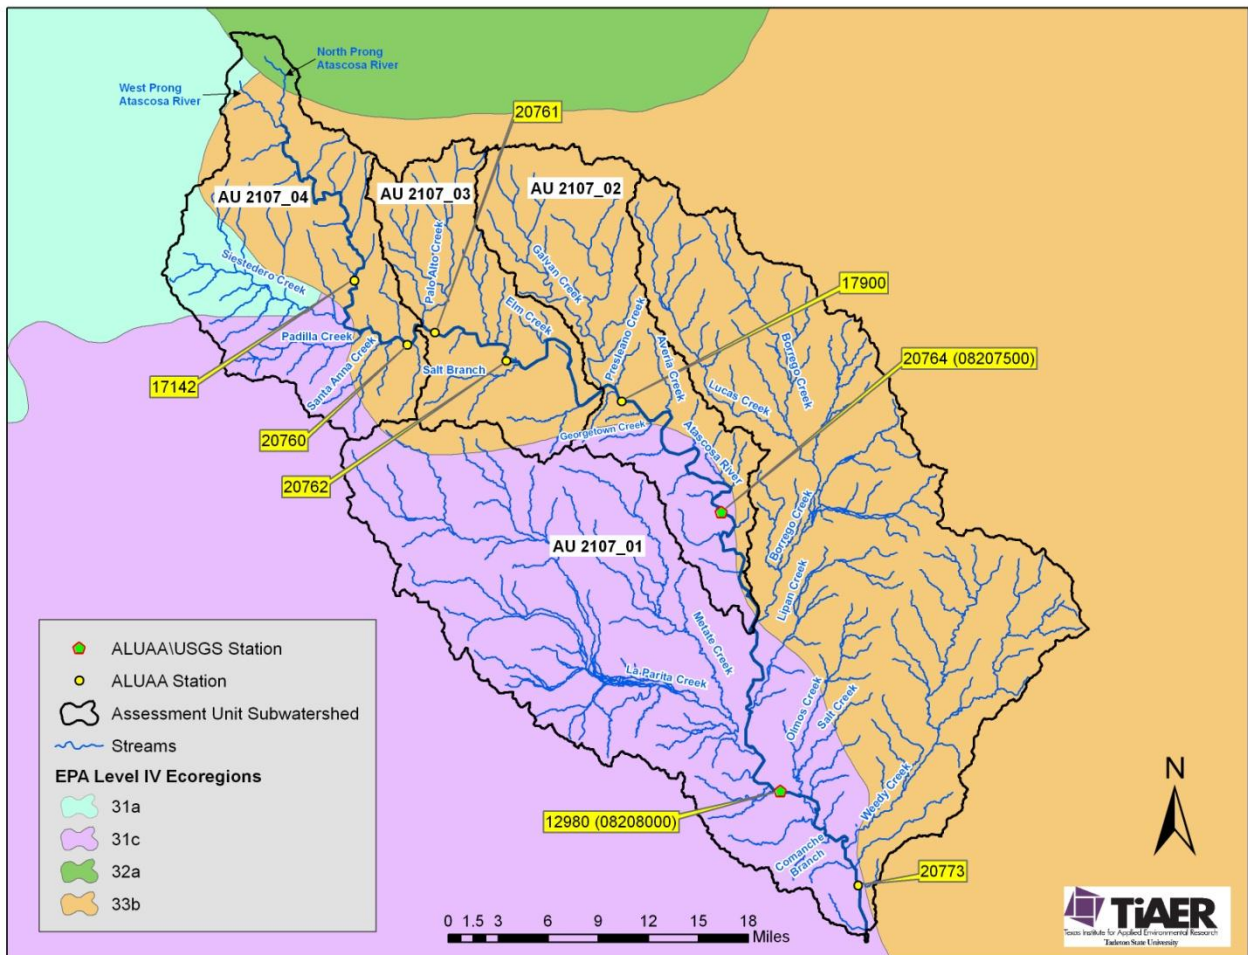 North Prong
Atascosa River
West Prong
Atascosa River
20761
AU 2107_04
AU 2107_03
AU 2107_02
Siestedero Creek
Palo Alto Creek
Galvan Creek
17900
Elm Creek
Presleano Creek
Averia Creek
Borrego Creek
20764 (08207500)
Padilla Creek
Santa Anna Creek
Salt Branch
Lucas Creek
17142
20760
Georgetown Creek
Atascosa River
20762
AU 2107_01
Borrego Creek
Lipan Creek
Metate Creek
La Parita Creek
Olmos Creek
Salt Creek
Weedy Creek
12980 (08208000)
Comanche
Branch
20773
ALUAA\USGS Station
ALUAA Station
Assessment Unit Subwatershed
Streams
EPA Level IV Ecoregions
31a
31c
32a
33b
N
0 1.5 3 6 9 12 15 18
Miles
TIAER
Texas Institute for Applied Environmental Research
Tarleton State University